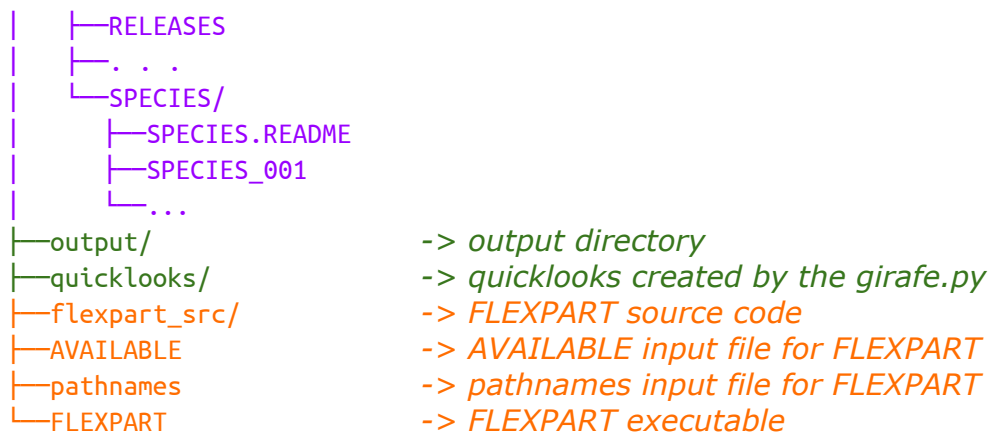 │   ├──RELEASES
│   ├──. . .
│   └──SPECIES/
│      ├──SPECIES.README
│      ├──SPECIES_001
│      └──...
├──output/ -> output directory
├──quicklooks/ -> quicklooks created by the girafe.py
├──flexpart_src/ -> FLEXPART source code
├──AVAILABLE -> AVAILABLE input file for FLEXPART
├──pathnames -> pathnames input file for FLEXPART
└──FLEXPART -> FLEXPART executable